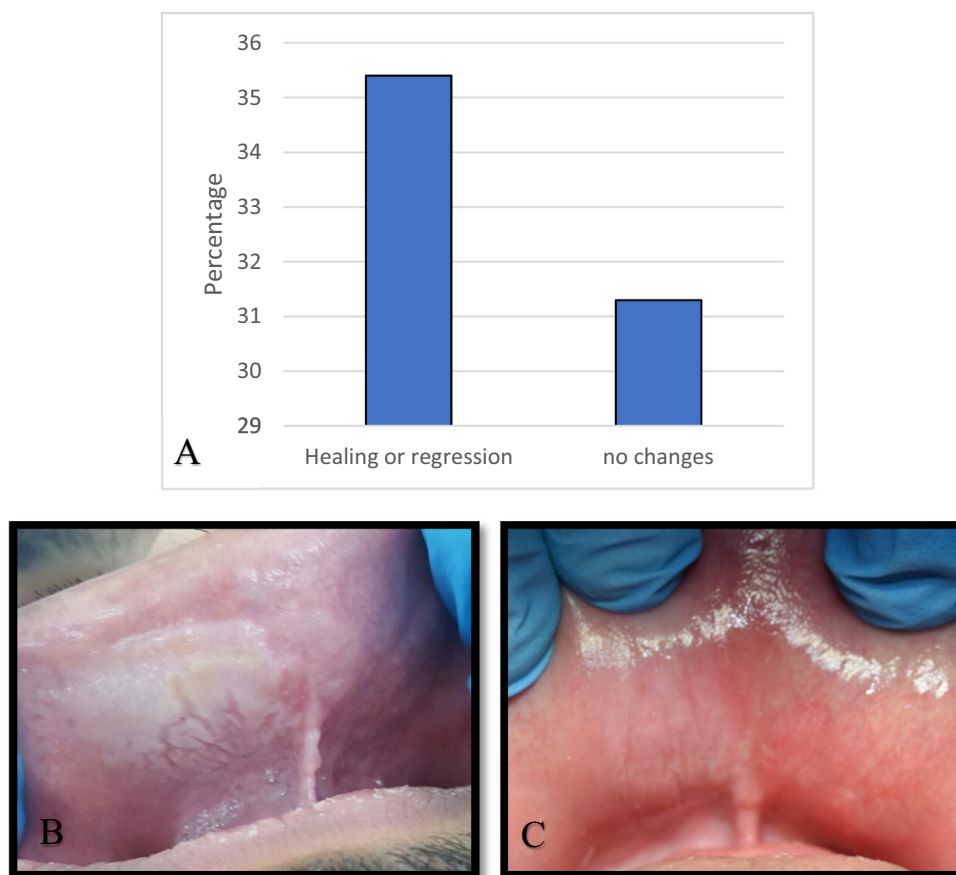 36
35
34
33
32
31
30
29
Percentage
Healing or regression
no changes
A
B
C